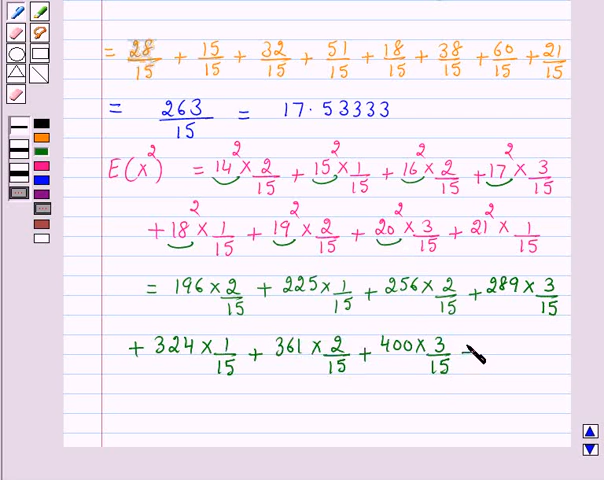 = 28/15 + 15/15 + 32/15 + 51/15 + 18/15 + 38/15 + 60/15 + 21/15
= 263/15 = 17.53333
E(x²) = 14² × 2/15 + 15² × 1/15 + 16² × 2/15 + 17² × 3/15
+ 18² × 1/15 + 19² × 2/15 + 20² × 3/15 + 21² × 1/15
= 196 × 2/15 + 225 × 1/15 + 256 × 2/15 + 289 × 3/15
+ 324 × 1/15 + 361 × 2/15 + 400 × 3/15 -